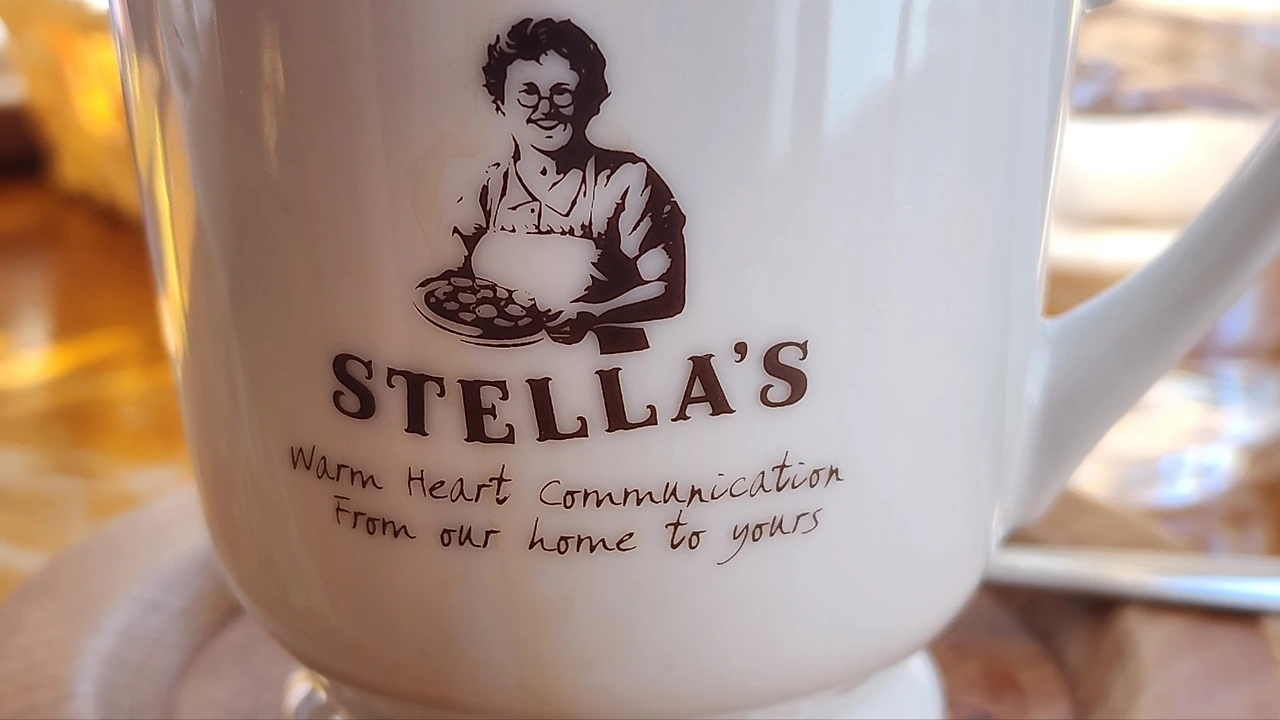 STELLA'S
Warm Heart Communication
From our home to yours